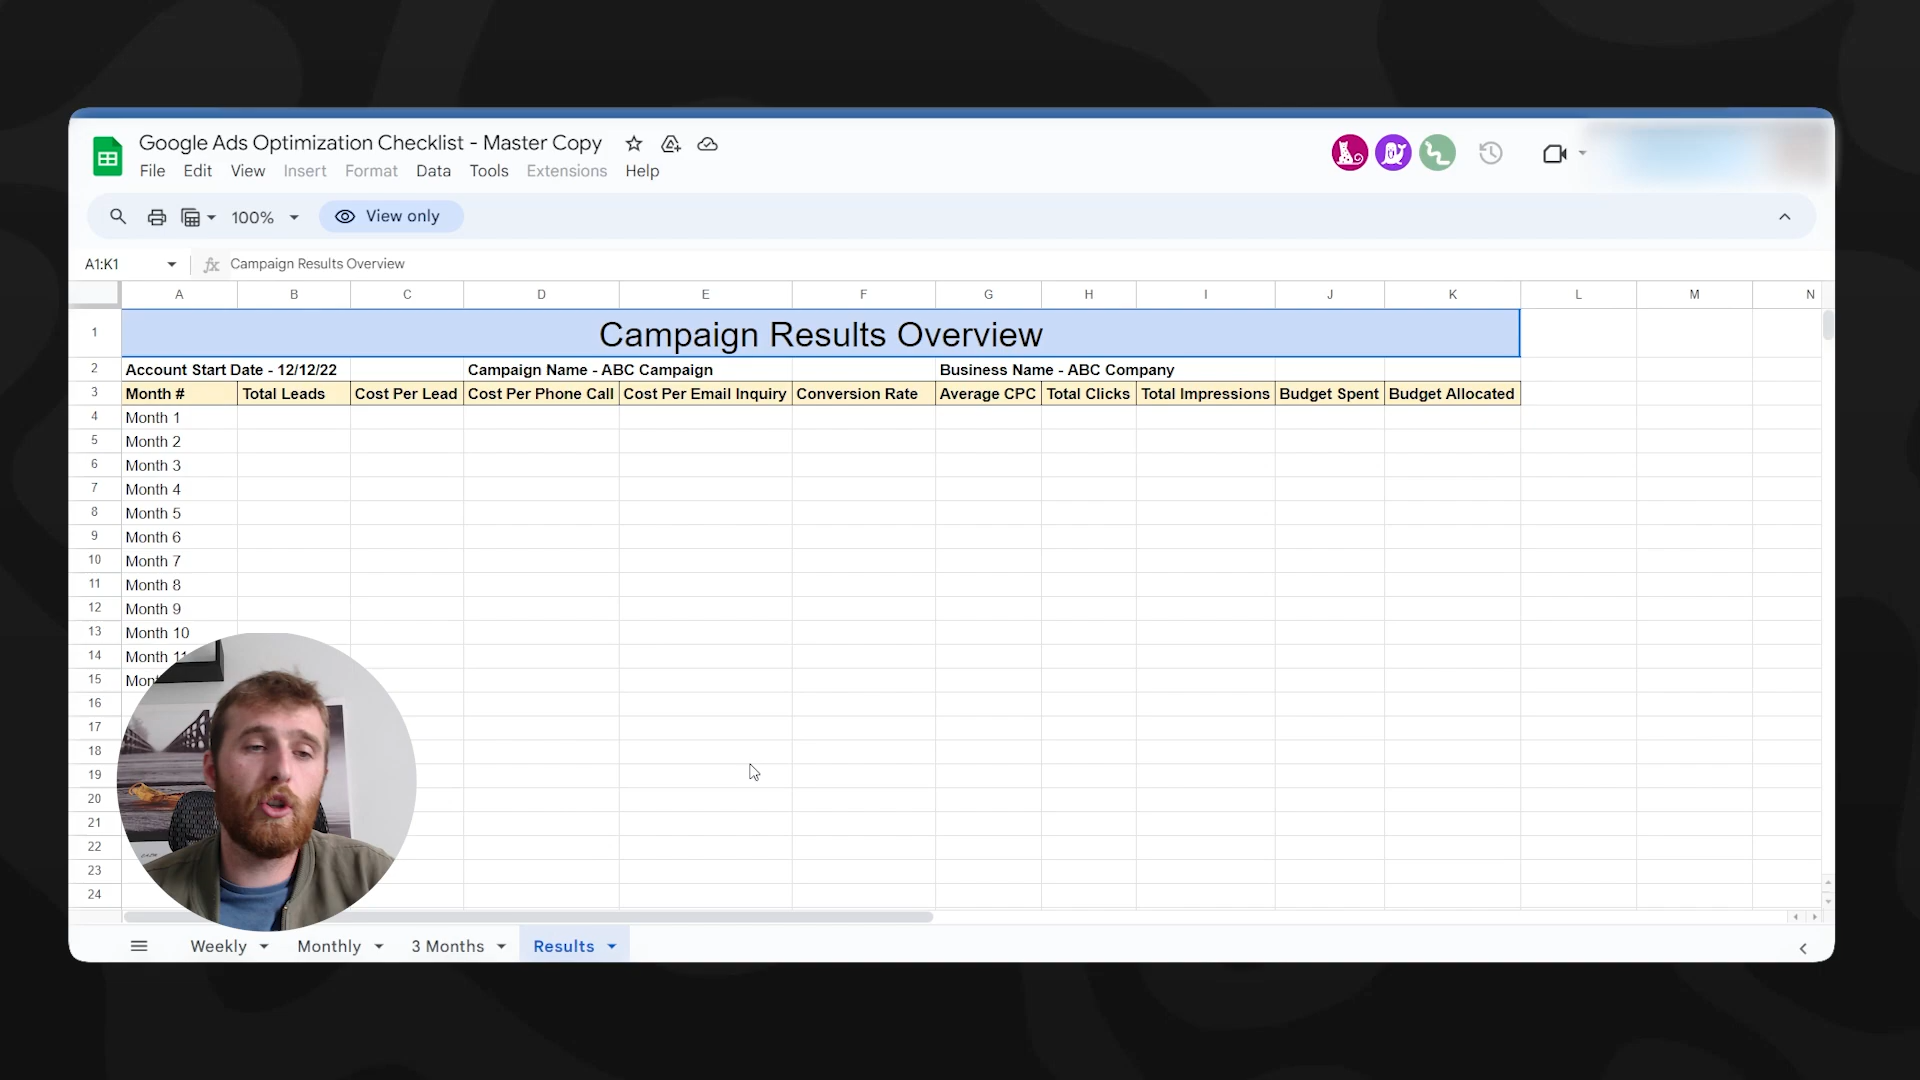 Google Ads Optimization Checklist - Master Copy
File Edit View Insert Format Data Tools Extensions Help
100% View only
A1:K1 fx Campaign Results Overview
A B C D E F G H I J K L M N
1 Campaign Results Overview
2 Account Start Date - 12/12/22 Campaign Name - ABC Campaign Business Name - ABC Company
3 Month # Total Leads Cost Per Lead Cost Per Phone Call Cost Per Email Inquiry Conversion Rate Average CPC Total Clicks Total Impressions Budget Spent Budget Allocated
4 Month 1
5 Month 2
6 Month 3
7 Month 4
8 Month 5
9 Month 6
10 Month 7
11 Month 8
12 Month 9
13 Month 10
14 Month 11
15 Mon
16
17
18
19
20
21
22
23
24
Weekly Monthly 3 Months Results